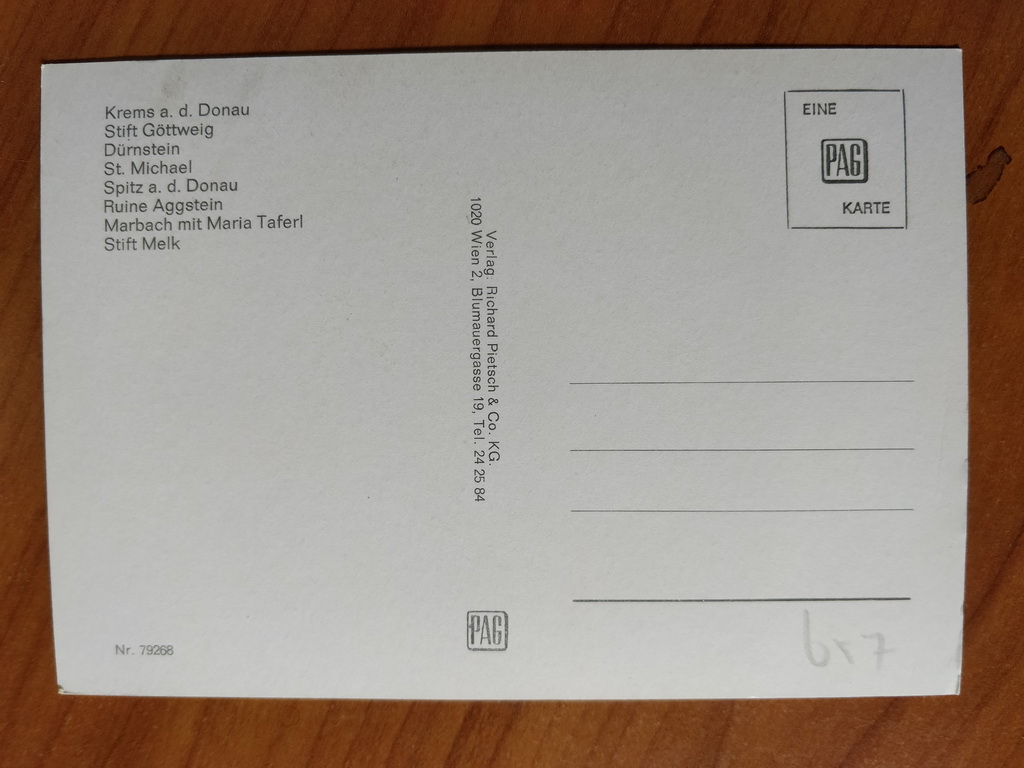 Krems a. d. Donau
Stift Göttweig
Dürnstein
St. Michael
Spitz a. d. Donau
Ruine Aggstein
Marbach mit Maria Taferl
Stift Melk
Nr. 79268
Verlag: Richard Pietsch & Co. KG.
1020 Wien 2, Blumauergasse 19, Tel. 24 25 84
PAG
EINE
PAG
KARTE